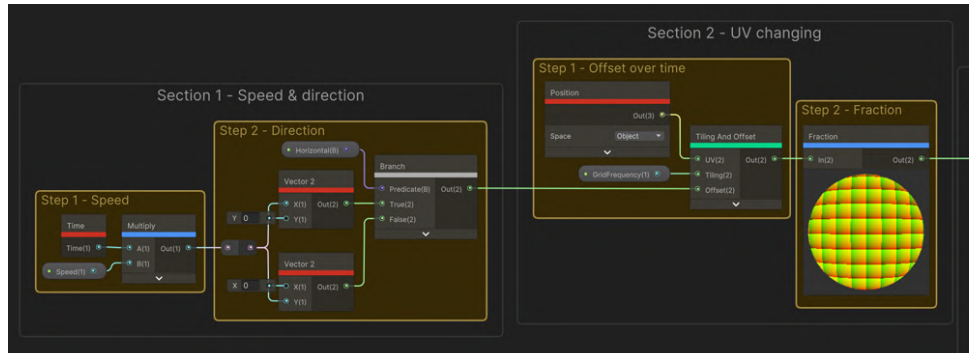 Section 1 - Speed & direction
Step 1 - Speed
Time
Time(1)
Speed(1)
Multiply
A(1)
Out(1)
B(1)
Step 2 - Direction
Horizontal(B)
Vector 2
Y 0
X(1)
Out(2)
Y(1)
Vector 2
X 0
X(1)
Out(2)
Y(1)
Branch
Predicate(B)
Out(2)
True(2)
False(2)
Section 2 - UV changing
Step 1 - Offset over time
Position
Out(3)
Space
Object
GridFrequency(1)
Tiling And Offset
UV(2)
Out(2)
Tiling(2)
Offset(2)
Step 2 - Fraction
Fraction
In(2)
Out(2)